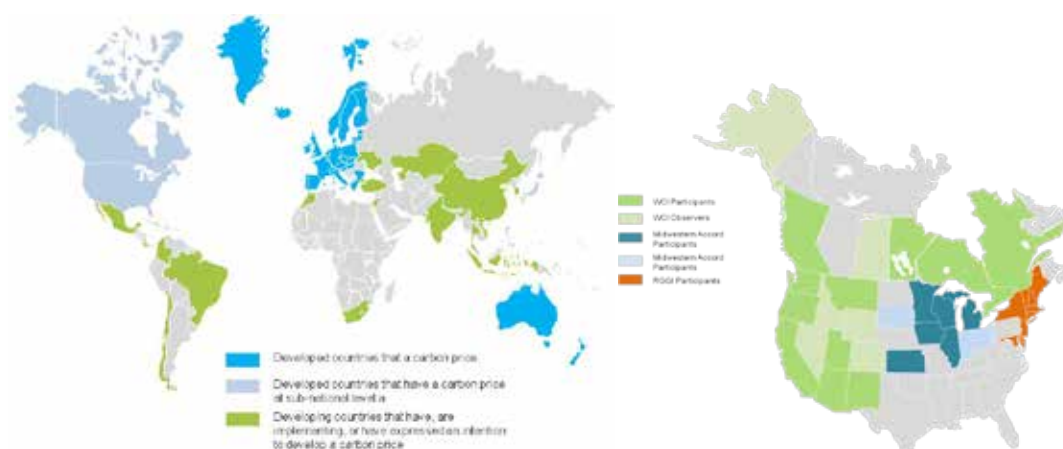 Developed countries that a carbon price
Developed countries that have a carbon price
at sub-national level a
Developing countries that have, are
implementing, or have expressed an intention
to develop a carbon price
WCI Participants
WCI Observers
Midwestern Accord
Participants
Midwestern Accord
Participants
RGGI Participants